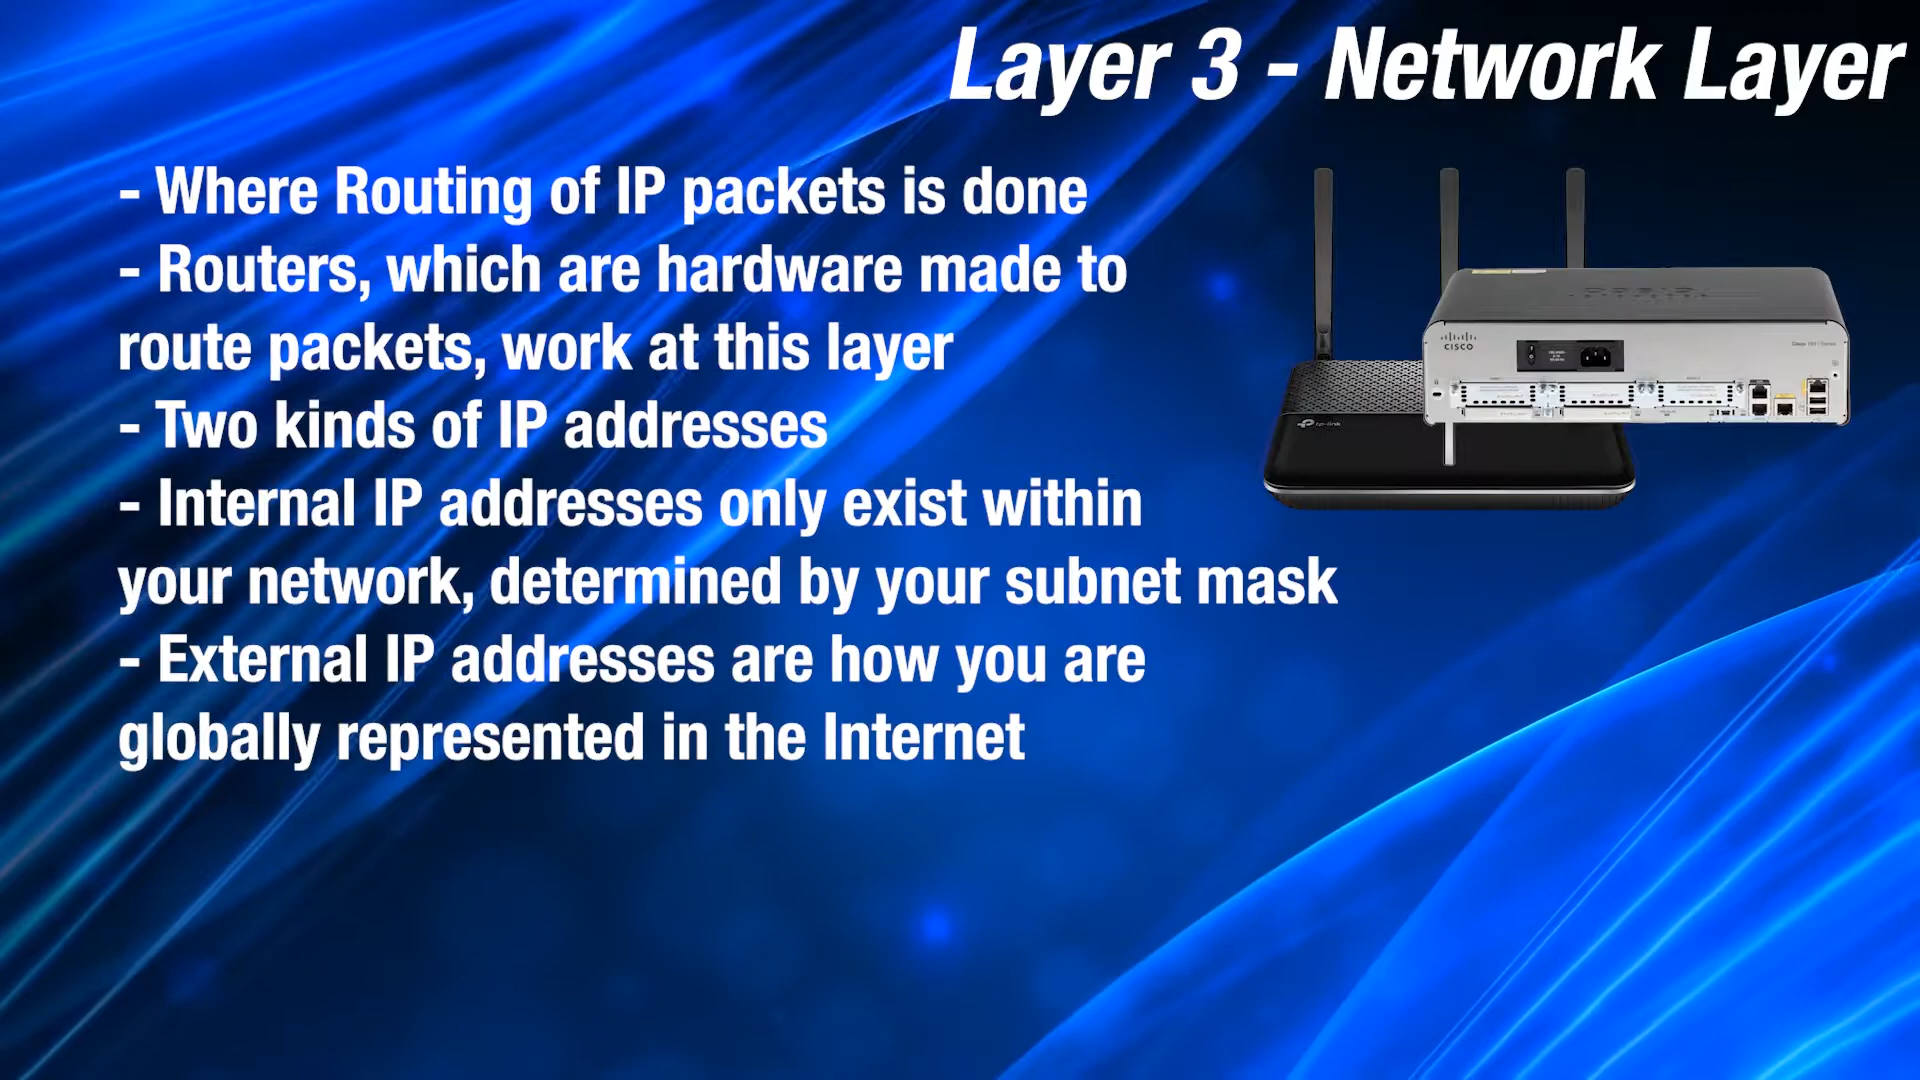 Layer 3 - Network Layer
- Where Routing of IP packets is done
- Routers, which are hardware made to
route packets, work at this layer
- Two kinds of IP addresses
- Internal IP addresses only exist within
your network, determined by your subnet mask
- External IP addresses are how you are
globally represented in the Internet
CISCO
tp-link